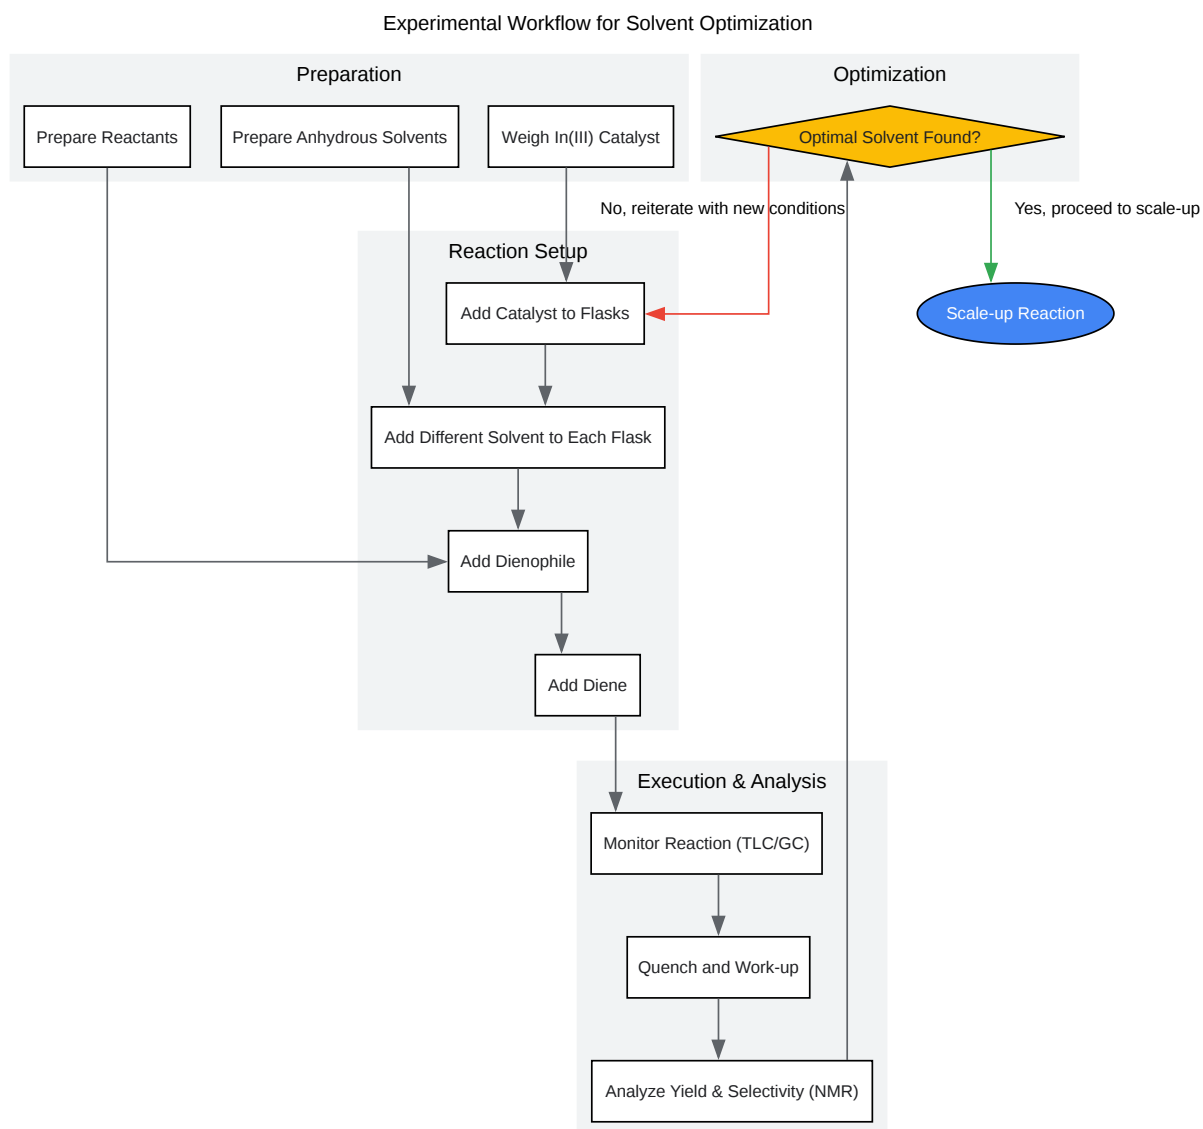 Experimental Workflow for Solvent Optimization
Preparation
Optimization
Prepare Reactants
Prepare Anhydrous Solvents
Weigh In(III) Catalyst
Optimal Solvent Found?
No, reiterate with new conditions
Yes, proceed to scale-up
Reaction Setup
Add Catalyst to Flasks
Scale-up Reaction
Add Different Solvent to Each Flask
Add Dienophile
Add Diene
Execution & Analysis
Monitor Reaction (TLC/GC)
Quench and Work-up
Analyze Yield & Selectivity (NMR)